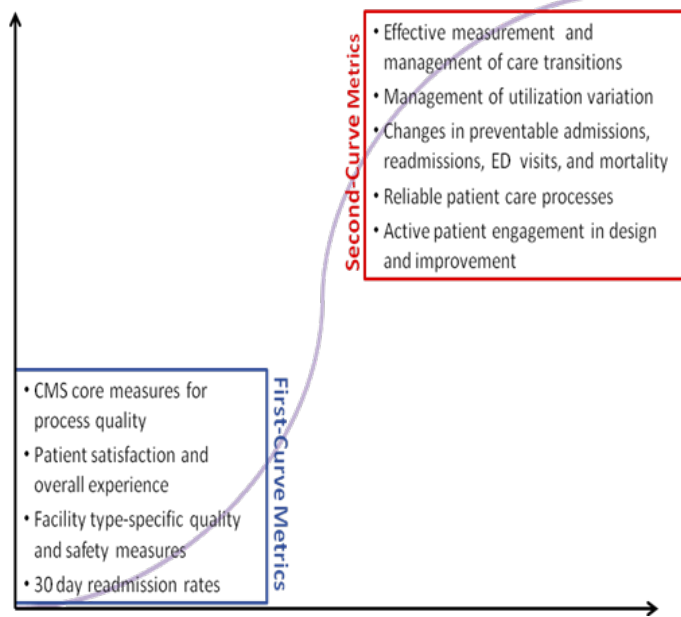 Second-Curve Metrics
• Effective measurement and
management of care transitions
• Management of utilization variation
• Changes in preventable admissions,
readmissions, ED visits, and mortality
• Reliable patient care processes
• Active patient engagement in design
and improvement
First-Curve Metrics
• CMS core measures for
process quality
• Patient satisfaction and
overall experience
• Facility type-specific quality
and safety measures
• 30 day readmission rates